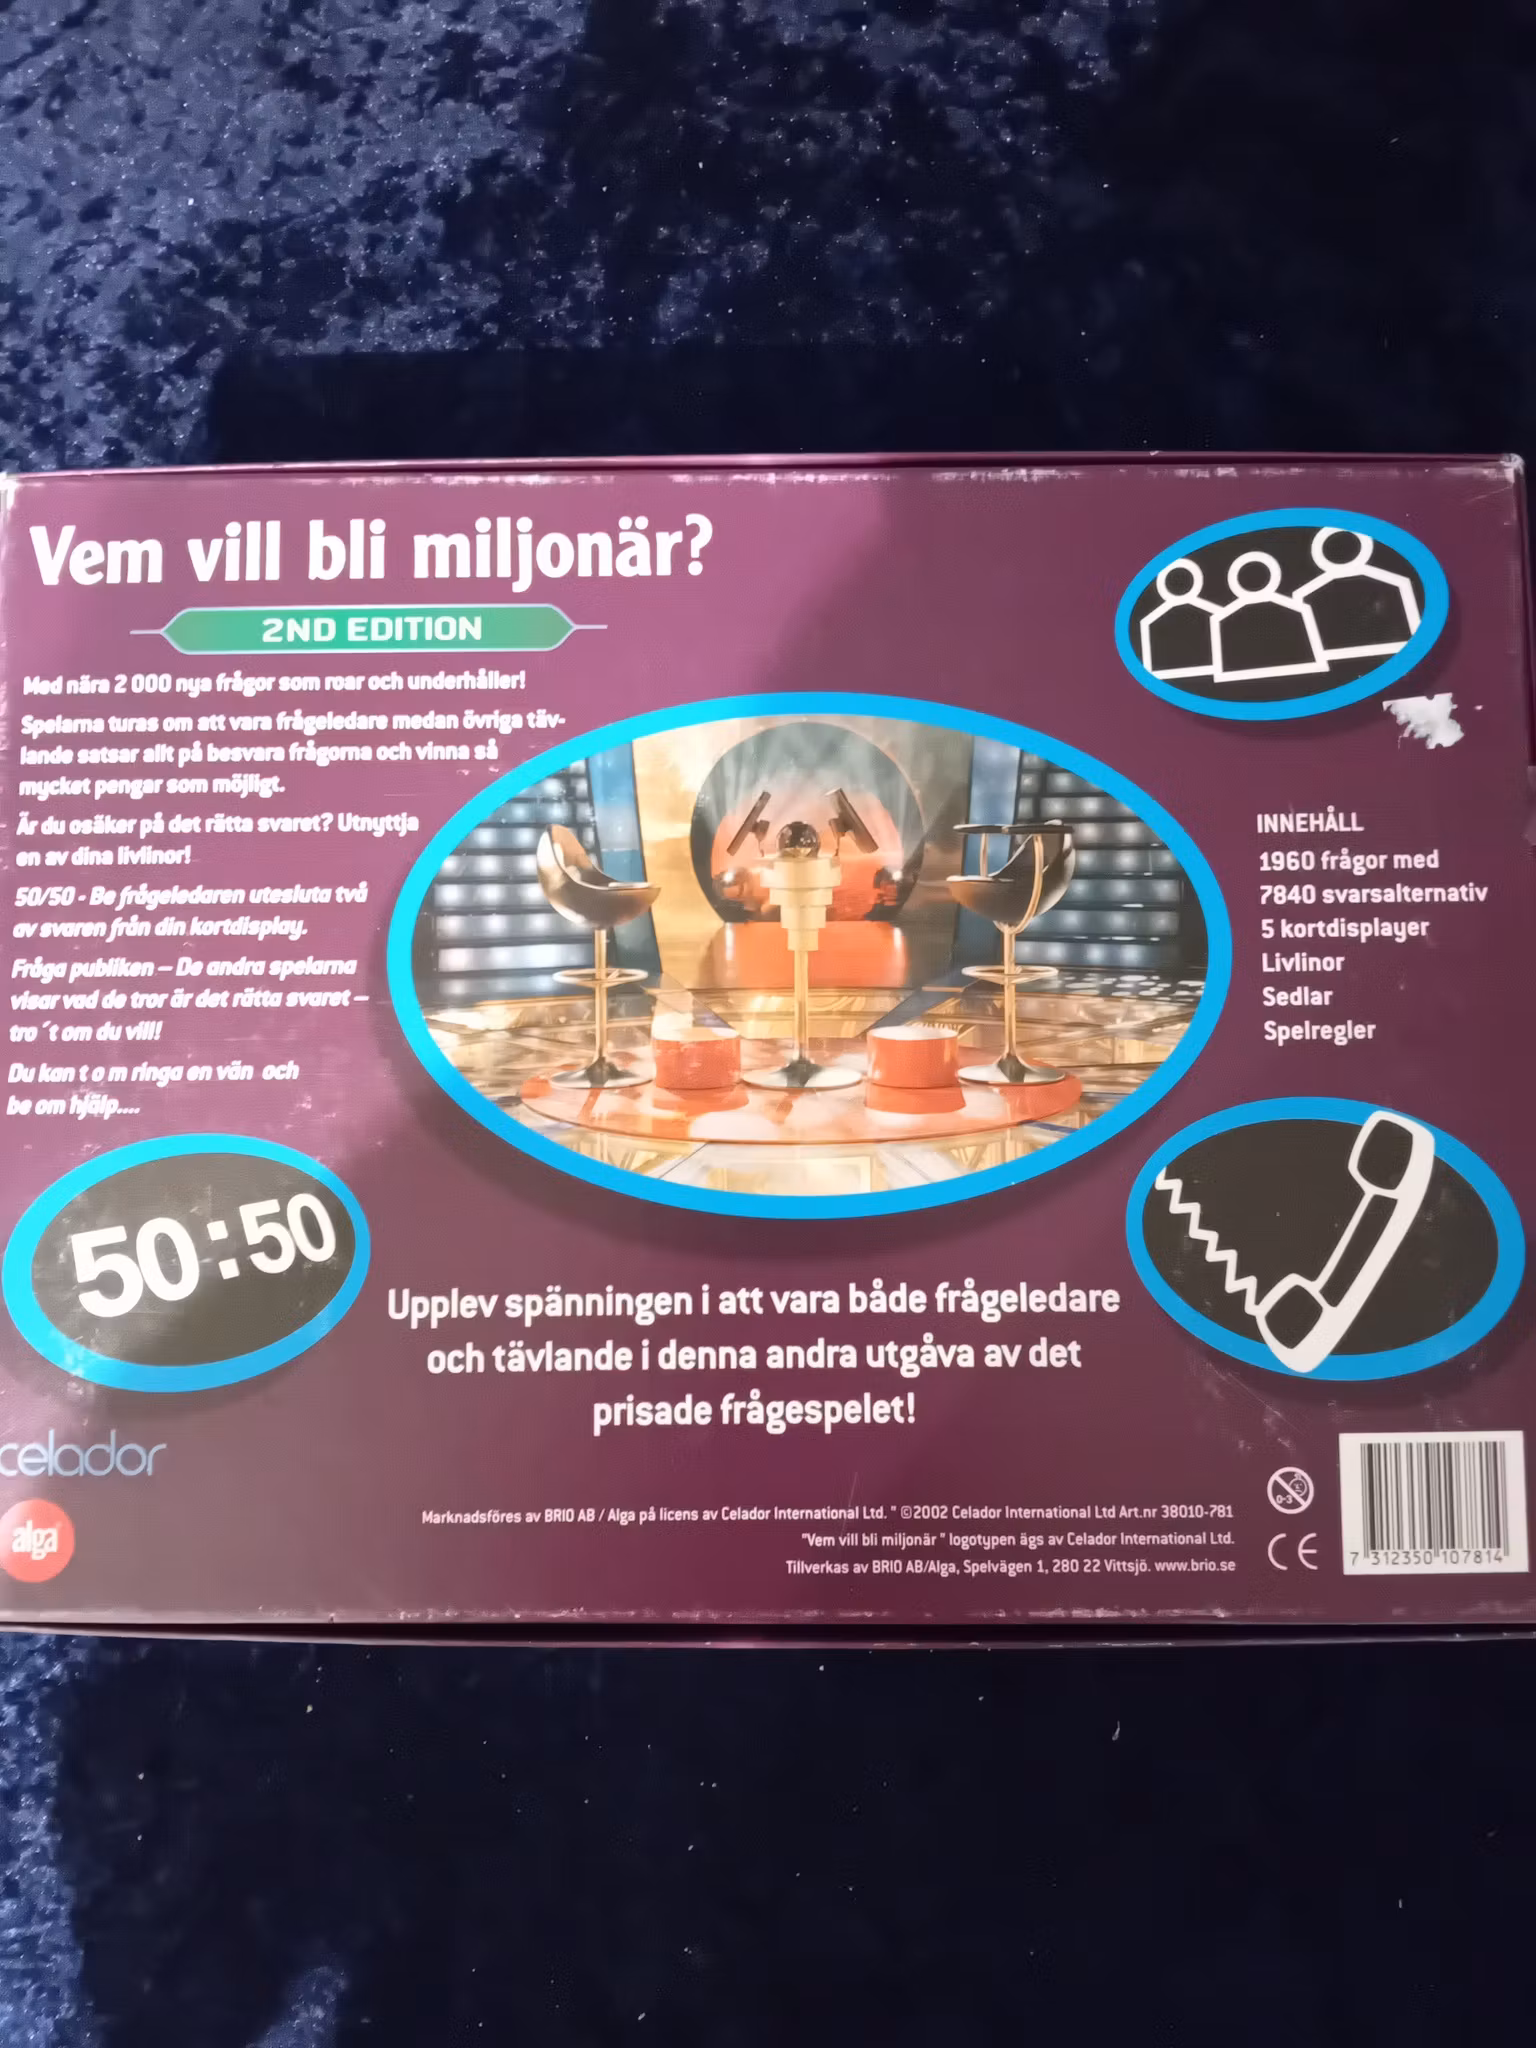 Vem vill bli miljonär?
2ND EDITION
Med nära 2 000 nya frågor som roar och underhåller!
Spelarna turas om att vara frågeledare medan övriga täv-
lande satsar allt på besvara frågorna och vinna så
mycket pengar som möjligt.
Är du osäker på det rätta svaret? Utnyttja
en av dina livlinor!
50/50 - Be frågeledaren utesluta två
av svaren från din kortdisplay.
Fråga publiken – De andra spelarna
visar vad de tror är det rätta svaret –
tro ´t om du vill!
Du kan t o m ringa en vän och
be om hjälp....
INNEHÅLL
1960 frågor med
7840 svarsalternativ
5 kortdisplayer
Livlinor
Sedlar
Spelregler
50:50
Upplev spänningen i att vara både frågeledare
och tävlande i denna andra utgåva av det
prisade frågespelet!
celador
alga
Marknadsföres av BRIO AB / Alga på licens av Celador International Ltd. " ©2002 Celador International Ltd Art.nr 38010-781
"Vem vill bli miljonär " logotypen ägs av Celador International Ltd.
Tillverkas av BRIO AB/Alga, Spelvägen 1, 280 22 Vittsjö. www.brio.se
0-3
CE
7 312350 107814